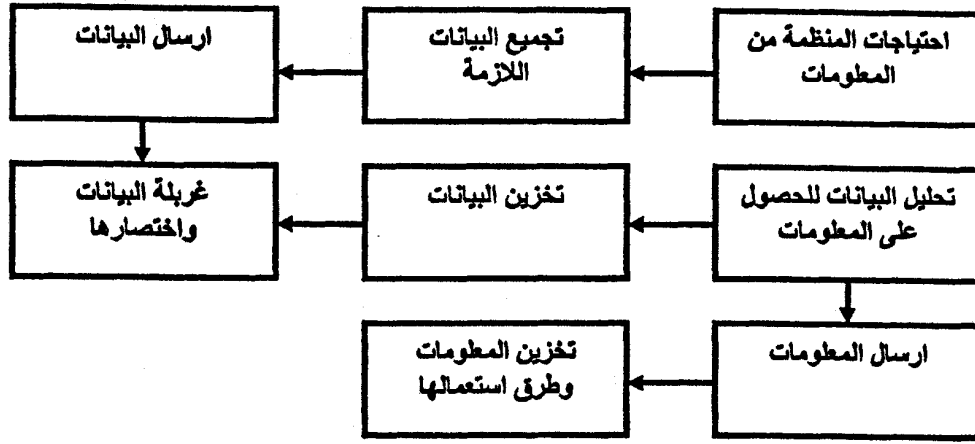 احتياجات المنظمة من
المعلومات
تجميع البيانات
اللازمة
ارسال البيانات
تحليل البيانات للحصول
على المعلومات
تخزين البيانات
غربلة البيانات
واختصارها
ارسال المعلومات
تخزين المعلومات
وطرق استعمالها